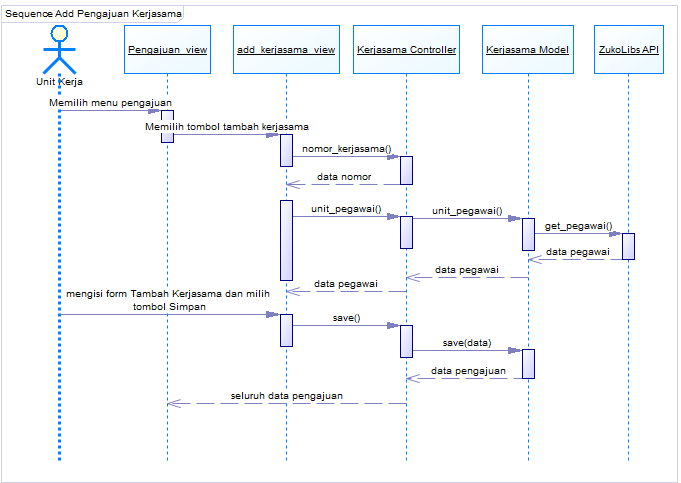 Sequence Add Pengajuan Kerjasama
Unit Kerja
Pengajuan_view
add_kerjasama_view
Kerjasama Controller
Kerjasama Model
ZukoLibs API
Memilih menu pengajuan
Memilih tombol tambah kerjasama
nomor_kerjasama()
data nomor
unit_pegawai()
unit_pegawai()
get_pegawai()
data pegawai
data pegawai
data pegawai
mengisi form Tambah Kerjasama dan milih
tombol Simpan
save()
save(data)
data pengajuan
seluruh data pengajuan